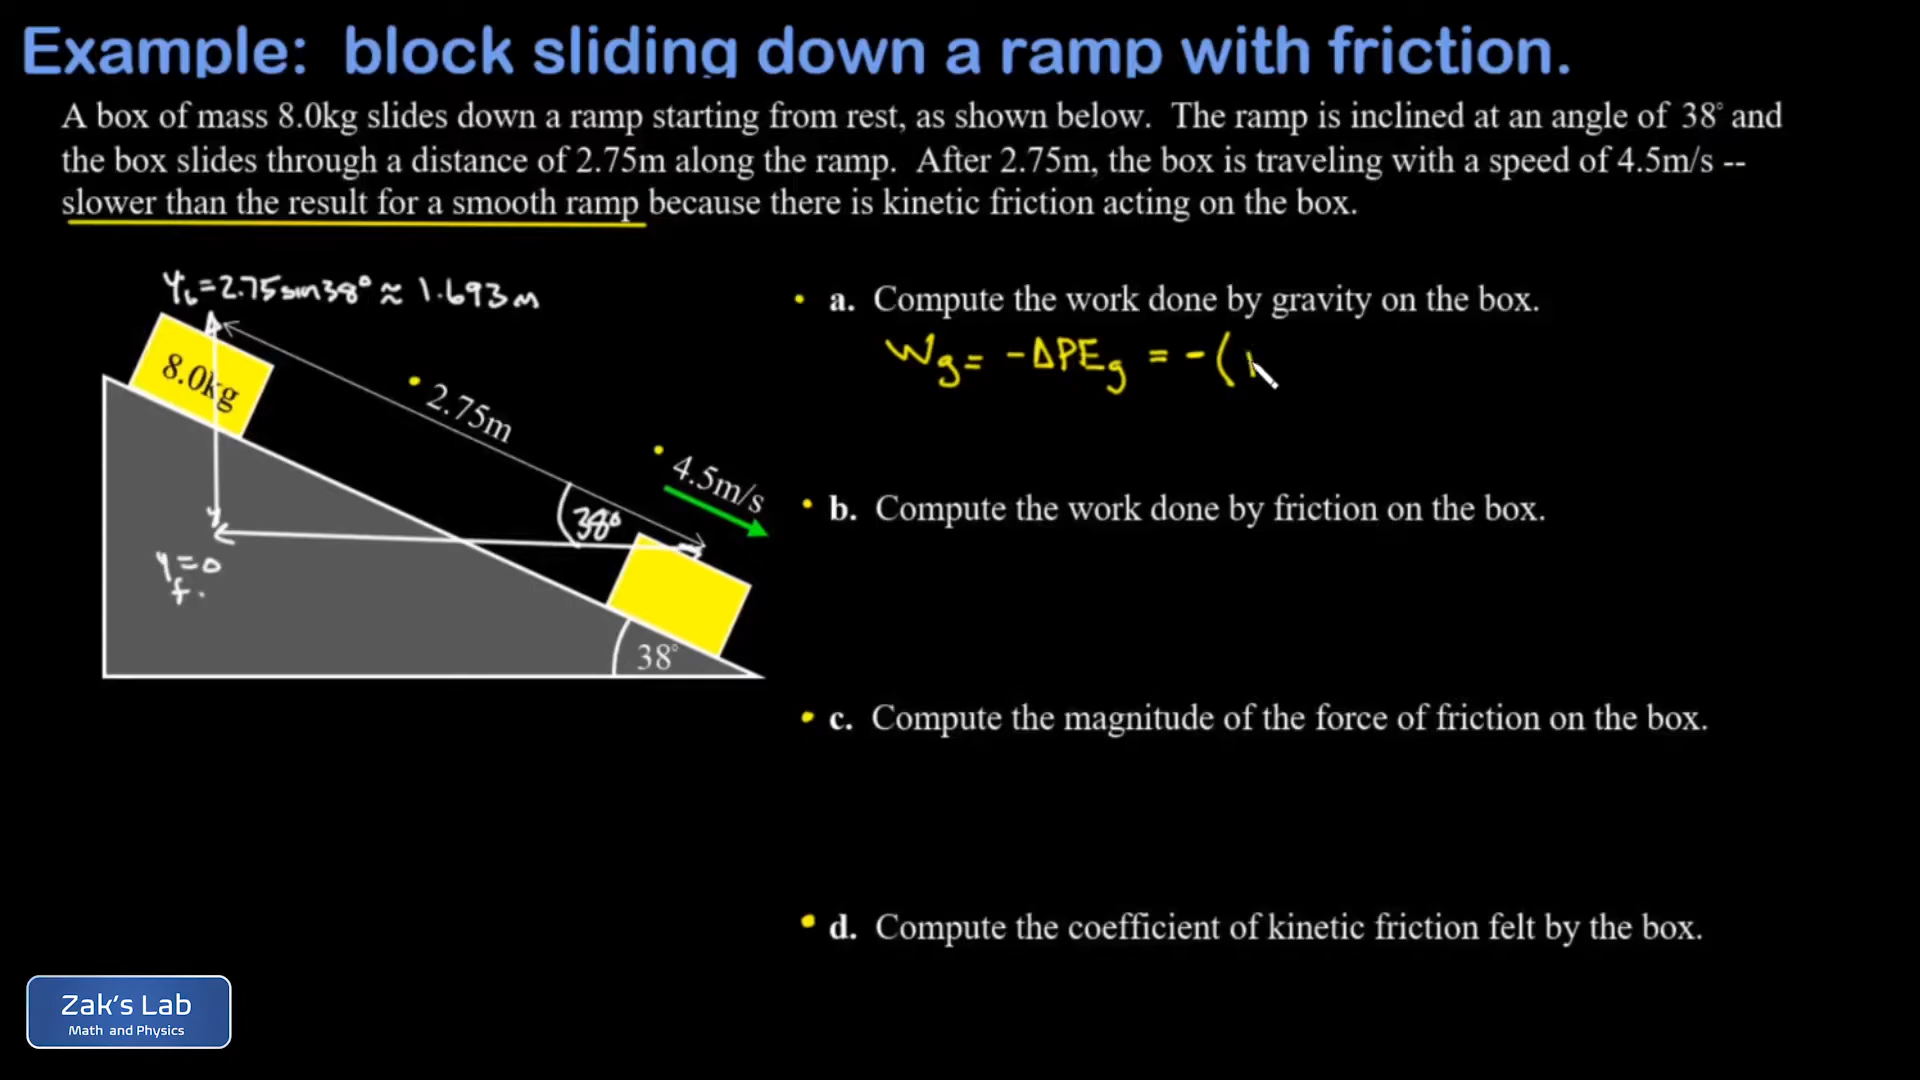 Example: block sliding down a ramp with friction.
A box of mass 8.0kg slides down a ramp starting from rest, as shown below. The ramp is inclined at an angle of 38° and
the box slides through a distance of 2.75m along the ramp. After 2.75m, the box is traveling with a speed of 4.5m/s --
slower than the result for a smooth ramp because there is kinetic friction acting on the box.
yᵢ=2.75sin38° ≈ 1.693m
8.0kg
2.75m
4.5m/s
38°
y_f=0
38°
• a. Compute the work done by gravity on the box.
W_g = -ΔPE_g = -(
• b. Compute the work done by friction on the box.
• c. Compute the magnitude of the force of friction on the box.
• d. Compute the coefficient of kinetic friction felt by the box.
Zak's Lab
Math and Physics